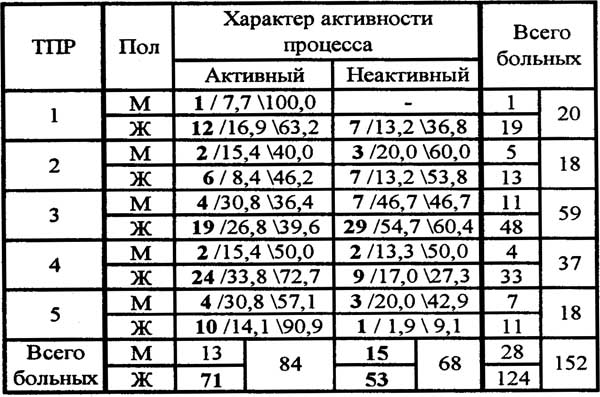 ТПР Пол Характер активности процесса Всего больных
Активный Неактивный
1 М 1 / 7,7 \100,0 - 1 20
Ж 12 /16,9 \63,2 7 /13,2 \36,8 19
2 М 2 /15,4 \40,0 3 /20,0 \60,0 5 18
Ж 6 / 8,4 \46,2 7 /13,2 \53,8 13
3 М 4 /30,8 \36,4 7 /46,7 \46,7 11 59
Ж 19 /26,8 \39,6 29 /54,7 \60,4 48
4 М 2 /15,4 \50,0 2 /13,3 \50,0 4 37
Ж 24 /33,8 \72,7 9 /17,0 \27,3 33
5 М 4 /30,8 \57,1 3 /20,0 \42,9 7 18
Ж 10 /14,1 \90,9 1 / 1,9 \ 9,1 11
Всего больных М 13 84 15 68 28 152
Ж 71 53 124